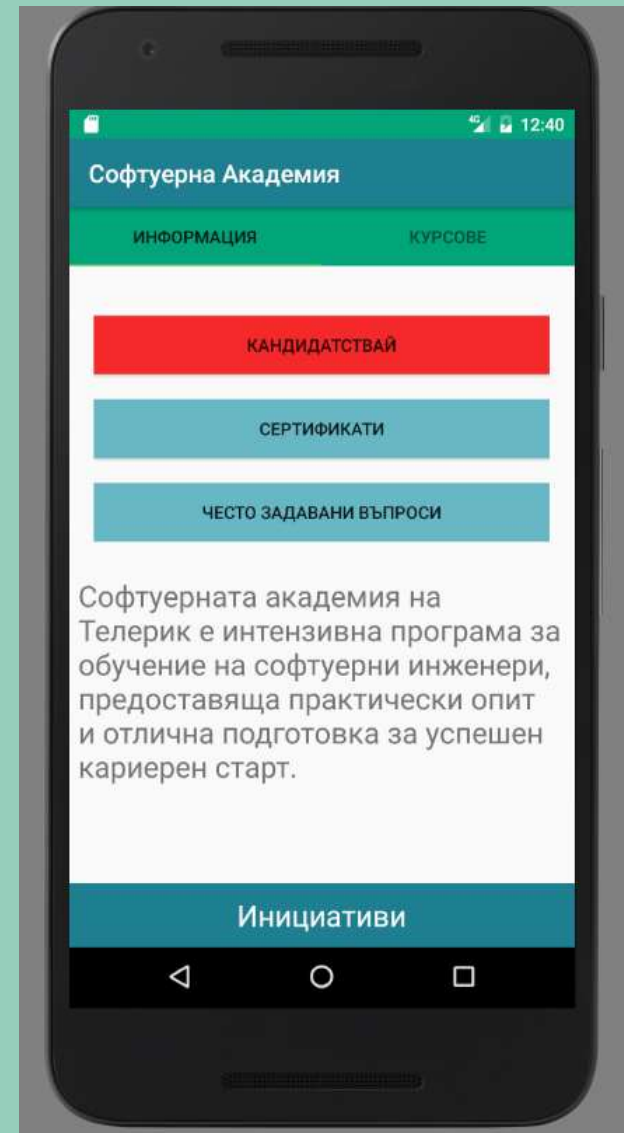 4G 12:40
Софтуерна Академия
ИНФОРМАЦИЯ КУРСОВЕ
КАНДИДАТСТВАЙ
СЕРТИФИКАТИ
ЧЕСТО ЗАДАВАНИ ВЪПРОСИ
Софтуерната академия на
Телерик е интензивна програма за
обучение на софтуерни инженери,
предоставяща практически опит
и отлична подготовка за успешен
кариерен старт.
Инициативи